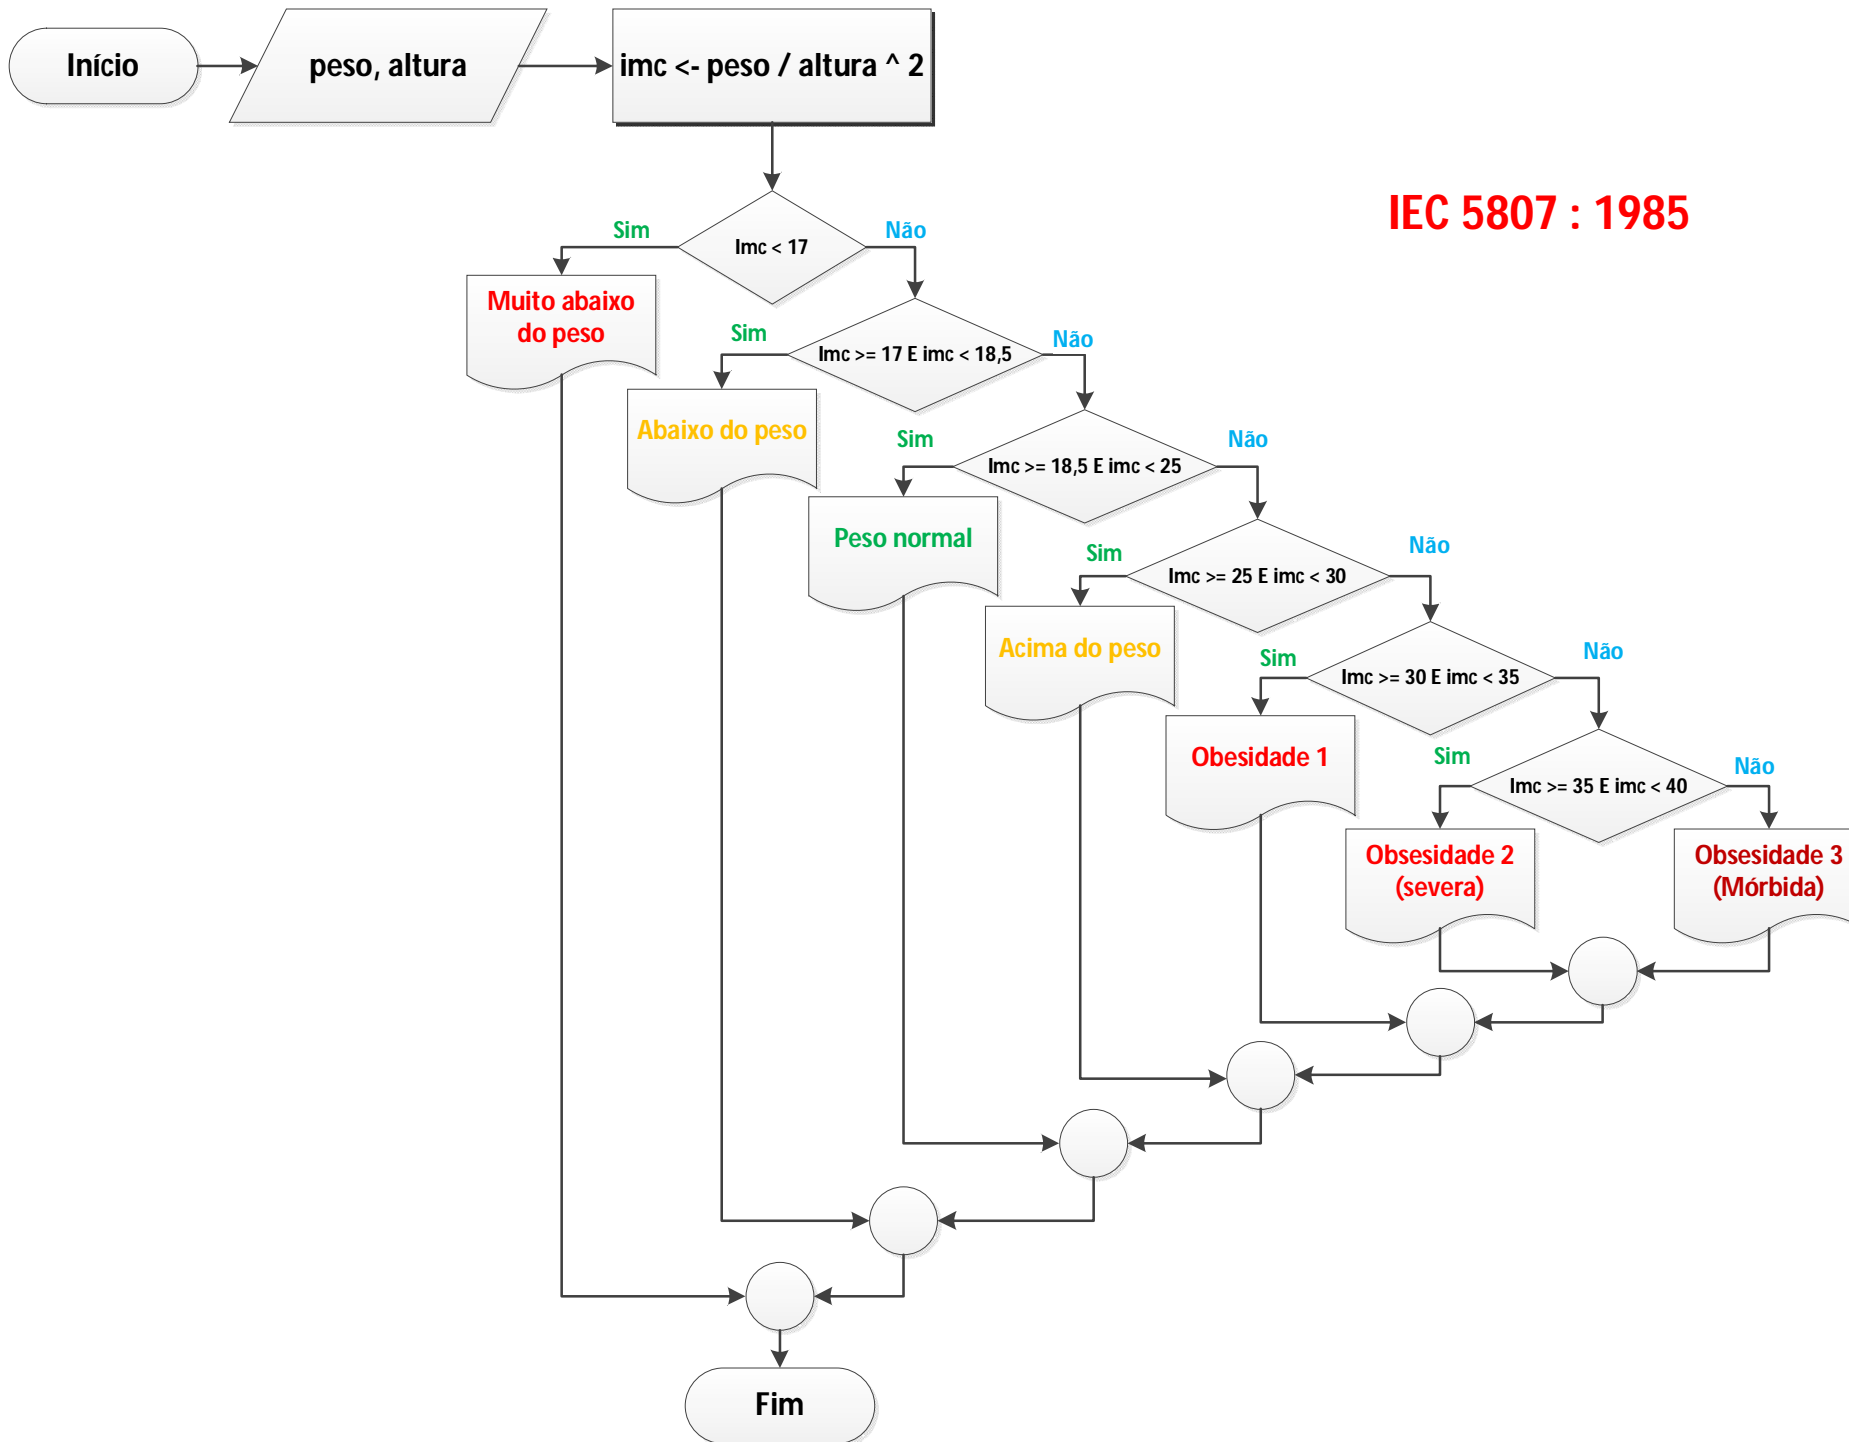 Início
peso, altura
imc <- peso / altura ^ 2
IEC 5807 : 1985
Sim
Não
Imc < 17
Muito abaixo
do peso
Sim
Não
Imc >= 17 E imc < 18,5
Abaixo do peso
Sim
Não
Imc >= 18,5 E imc < 25
Peso normal
Sim
Não
Imc >= 25 E imc < 30
Acima do peso
Sim
Não
Imc >= 30 E imc < 35
Obesidade 1
Sim
Não
Imc >= 35 E imc < 40
Obsesidade 2
(severa)
Obsesidade 3
(Mórbida)
Fim